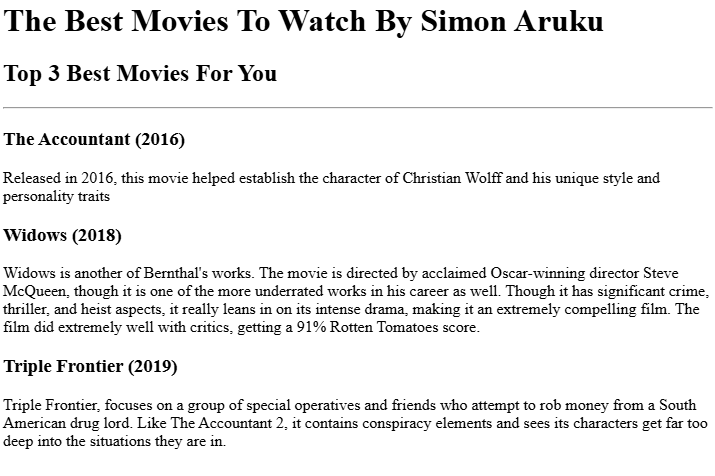 The Best Movies To Watch By Simon Aruku
Top 3 Best Movies For You
The Accountant (2016)
Released in 2016, this movie helped establish the character of Christian Wolff and his unique style and
personality traits
Widows (2018)
Widows is another of Bernthal's works. The movie is directed by acclaimed Oscar-winning director Steve
McQueen, though it is one of the more underrated works in his career as well. Though it has significant crime,
thriller, and heist aspects, it really leans in on its intense drama, making it an extremely compelling film. The
film did extremely well with critics, getting a 91% Rotten Tomatoes score.
Triple Frontier (2019)
Triple Frontier, focuses on a group of special operatives and friends who attempt to rob money from a South
American drug lord. Like The Accountant 2, it contains conspiracy elements and sees its characters get far too
deep into the situations they are in.